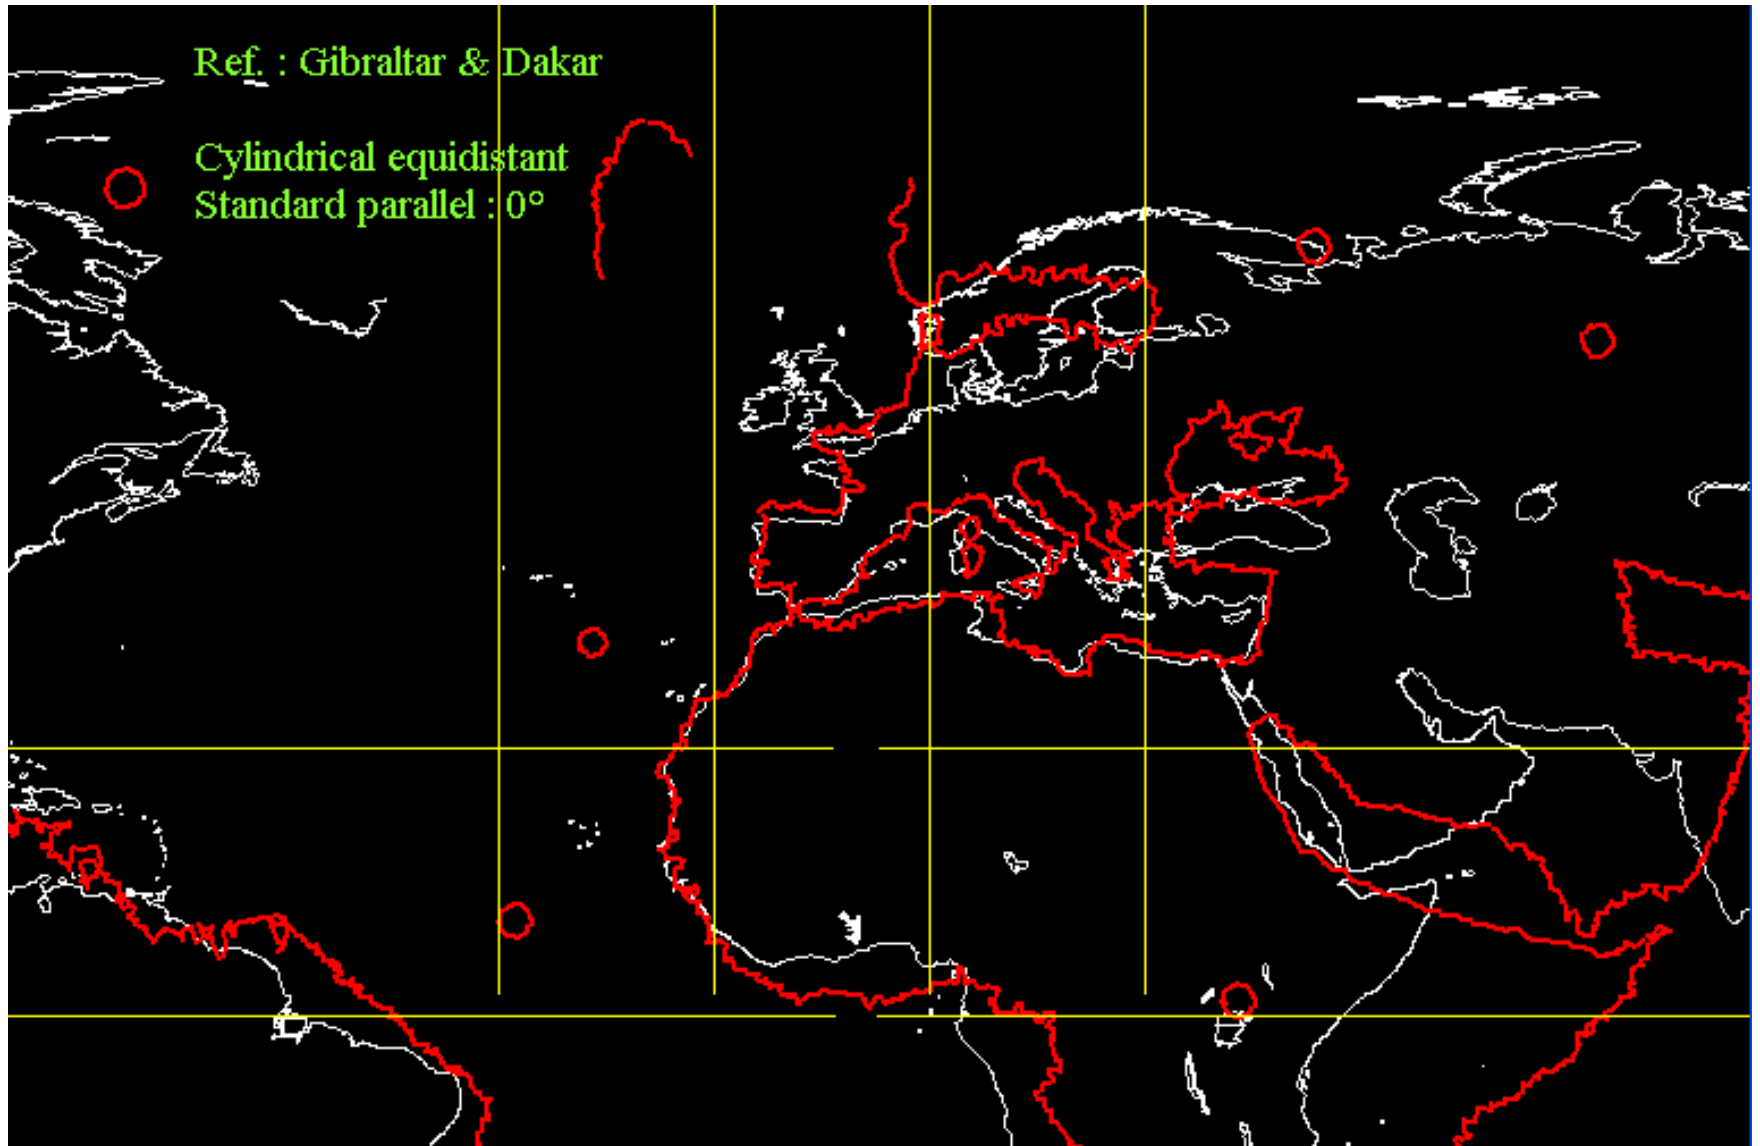 Ref. : Gibraltar & Dakar
Cylindrical equidistant
Standard parallel : 0°